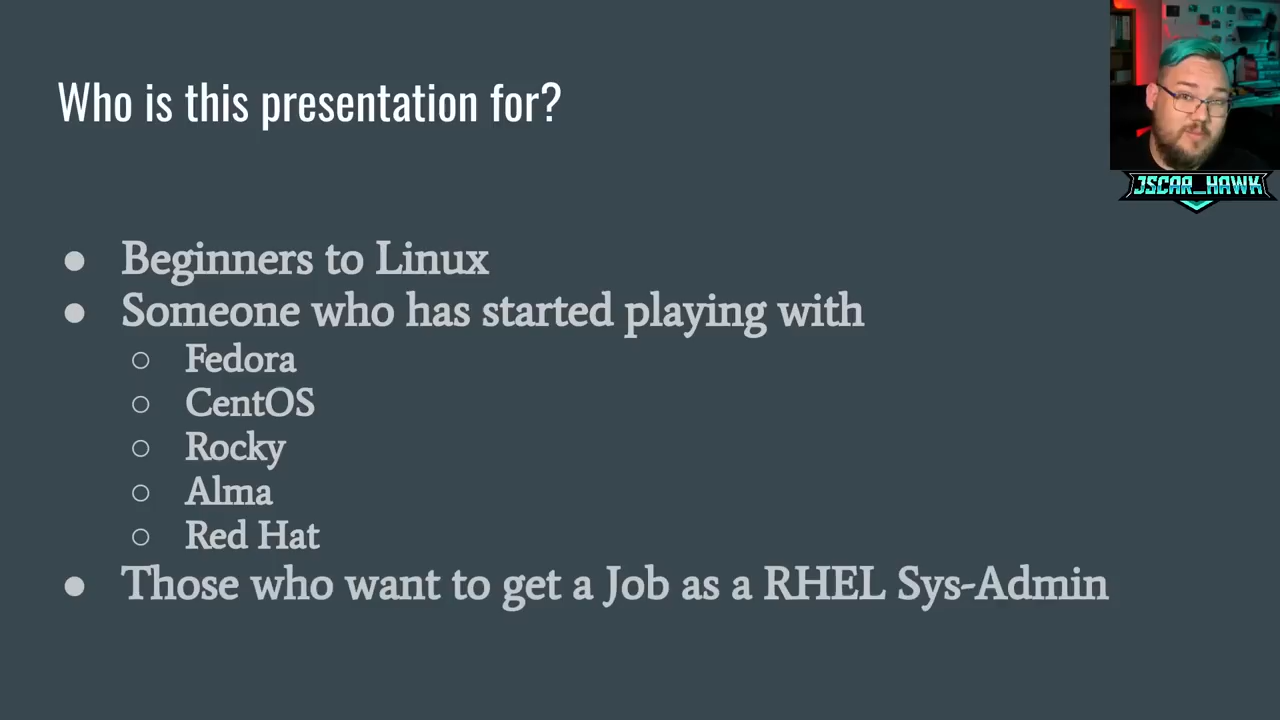 Who is this presentation for?
JSCAR_HAWK
● Beginners to Linux
● Someone who has started playing with
○ Fedora
○ CentOS
○ Rocky
○ Alma
○ Red Hat
● Those who want to get a Job as a RHEL Sys-Admin